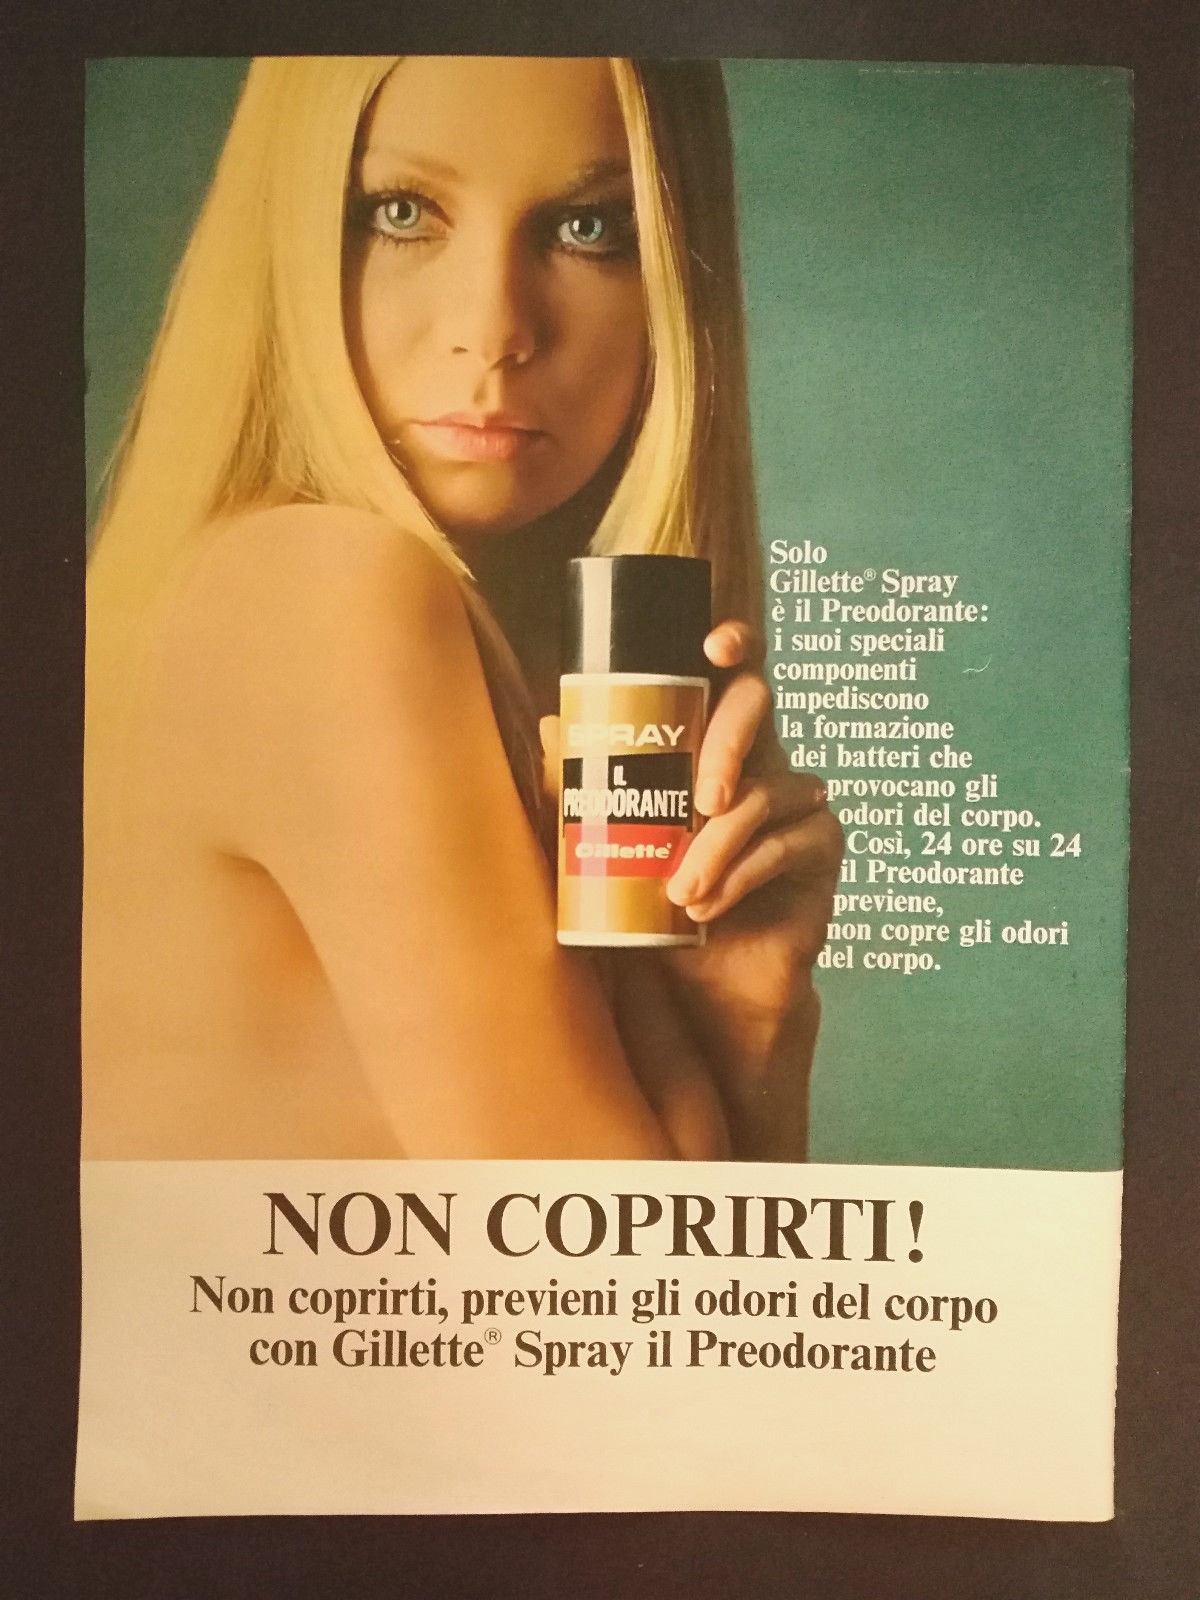 Solo
Gillette® Spray
è il Preodorante:
i suoi speciali
componenti
impediscono
la formazione
dei batteri che
provocano gli
odori del corpo.
Così, 24 ore su 24
il Preodorante
previene,
non copre gli odori
del corpo.
SPRAY
IL
PREODORANTE
Gillette
NON COPRIRTI!
Non coprirti, previeni gli odori del corpo
con Gillette® Spray il Preodorante